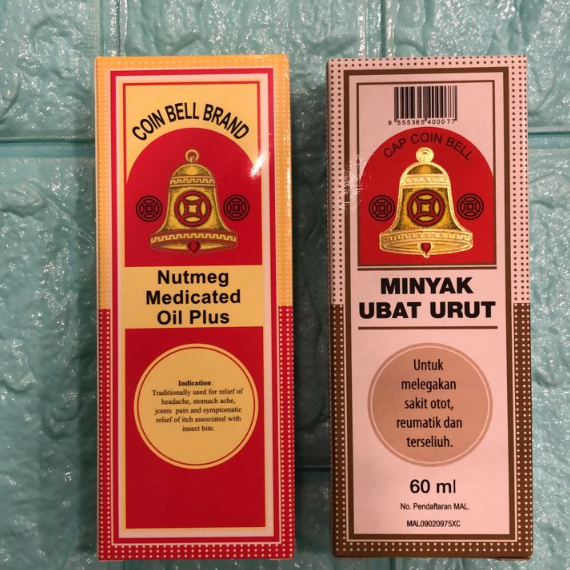 COIN BELL BRAND
Nutmeg
Medicated
Oil Plus
Indication:
Traditionally used for relief of
headache, stomach ache,
joints pain and symptomatic
relief of itch associated with
insect bite.
9 555365 400077
CAP COIN BELL
MINYAK
UBAT URUT
Untuk
melegakan
sakit otot,
reumatik dan
terseliuh.
60 ml
No. Pendaftaran MAL.
MAL09020975XC